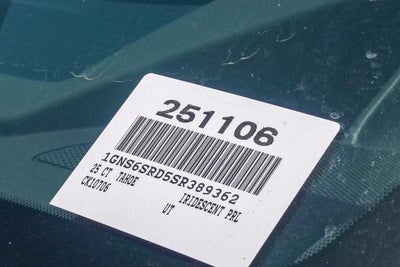 251106
1GNS6SRD5SR389362
25 CT TAHOE IRIDESCENT PRL
CK10706 UT